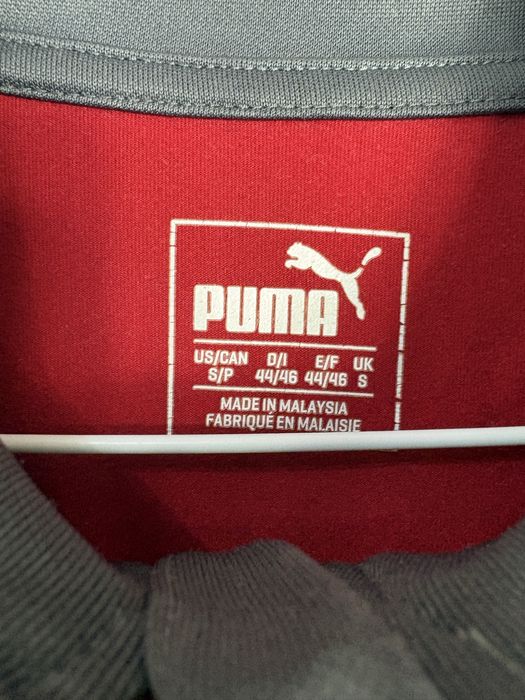 PUMA
US/CAN D/I E/F UK
S/P 44/46 44/46 S
MADE IN MALAYSIA
FABRIQUÉ EN MALAISIE